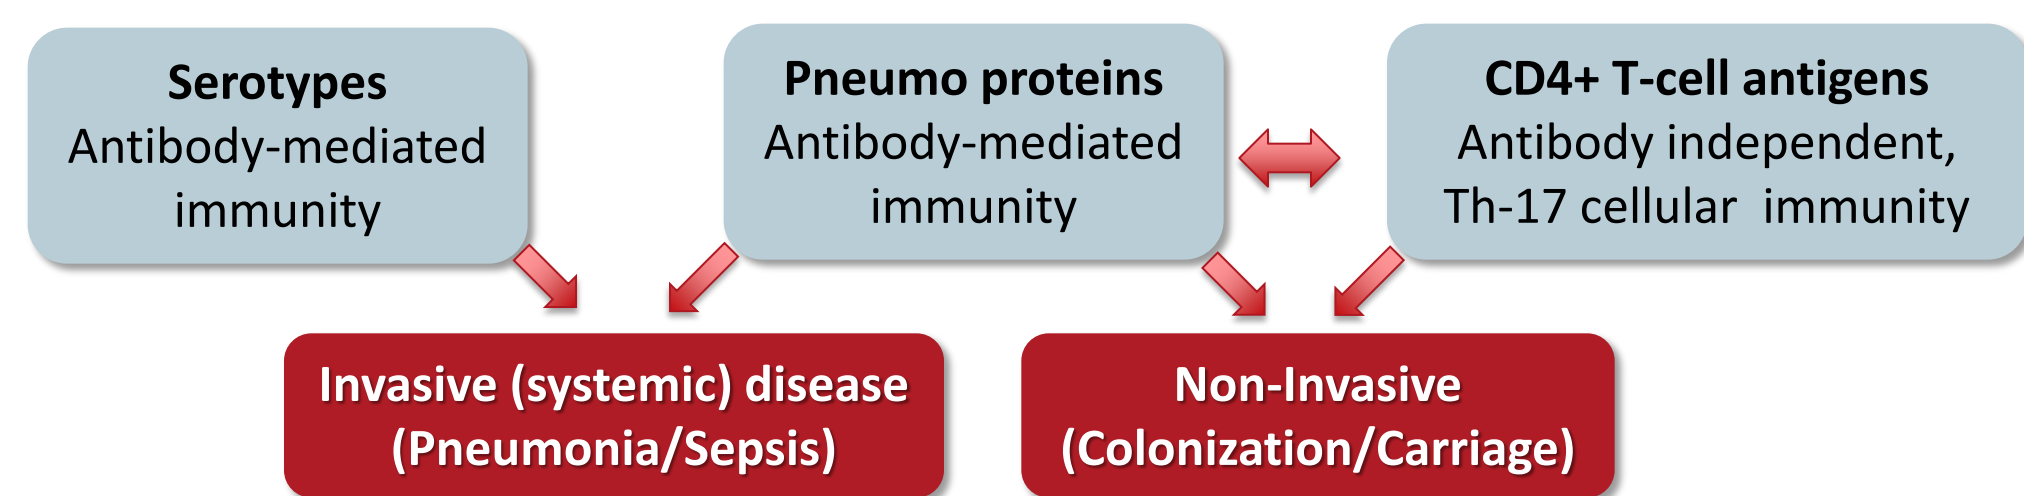 Serotypes
Antibody-mediated
immunity
Pneumo proteins
Antibody-mediated
immunity
CD4+ T-cell antigens
Antibody independent,
Th-17 cellular  immunity
Invasive (systemic) disease
(Pneumonia/Sepsis)
Non-Invasive
(Colonization/Carriage)